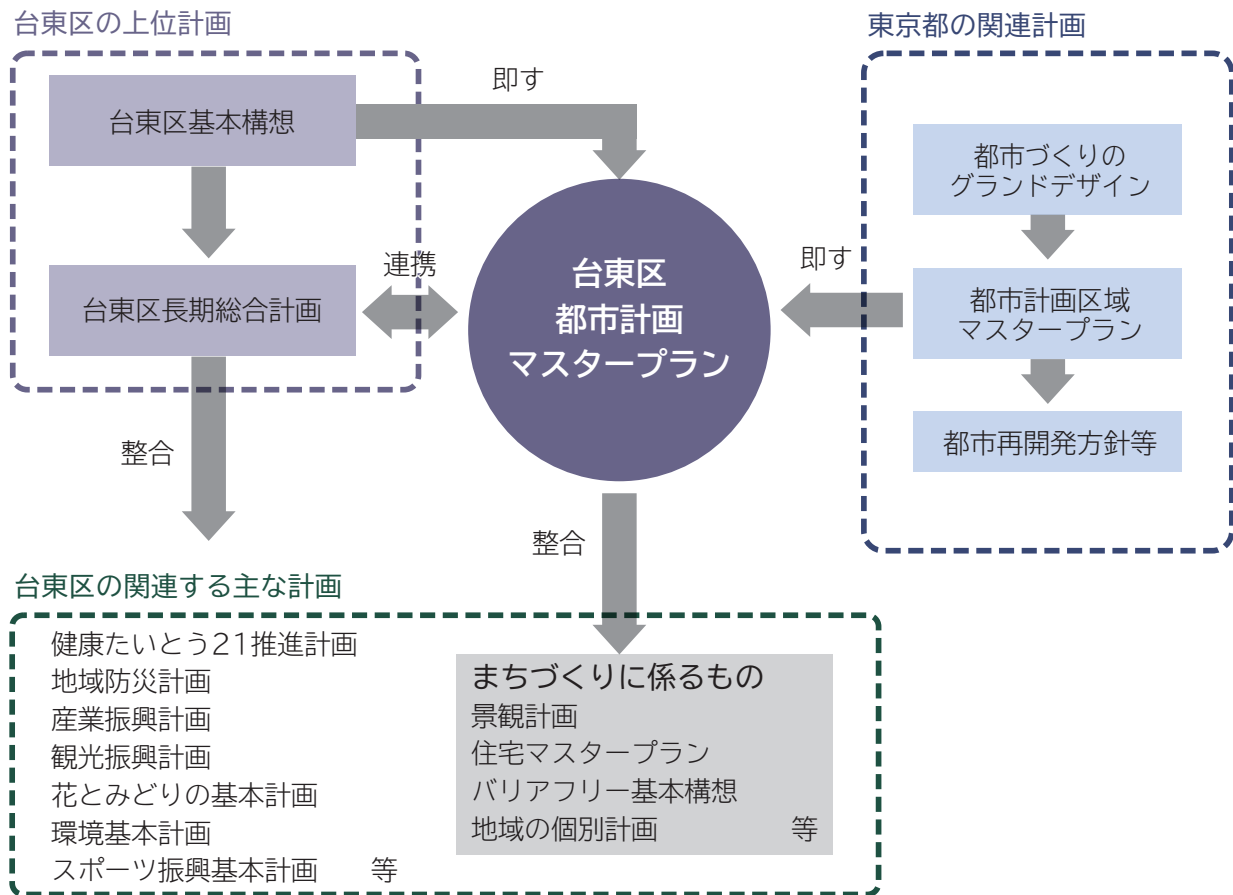 台東区の上位計画
台東区基本構想
台東区長期総合計画
即す
連携
整合
台東区
都市計画
マスタープラン
東京都の関連計画
都市づくりの
グランドデザイン
都市計画区域
マスタープラン
都市再開発方針等
即す
整合
台東区の関連する主な計画
健康たいとう21推進計画
地域防災計画
産業振興計画
観光振興計画
花とみどりの基本計画
環境基本計画
スポーツ振興基本計画 等
まちづくりに係るもの
景観計画
住宅マスタープラン
バリアフリー基本構想
地域の個別計画 等